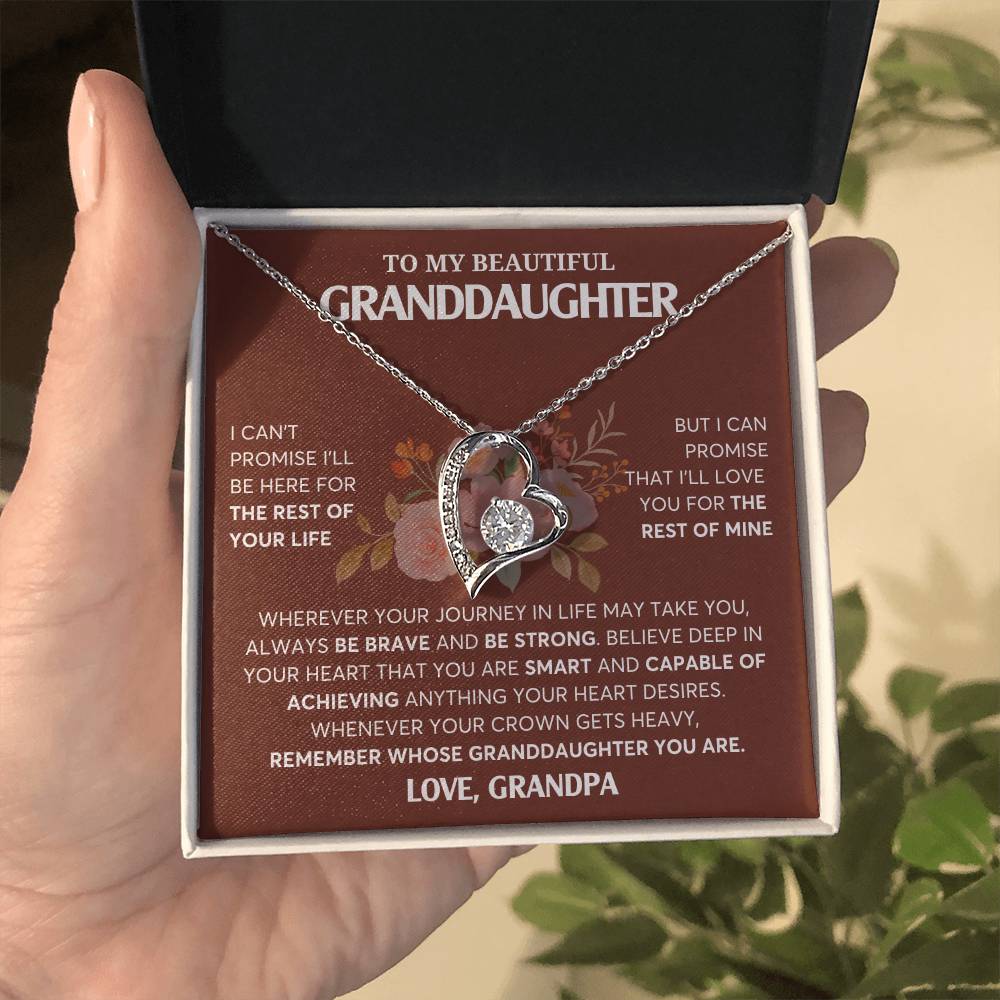 TO MY BEAUTIFUL
GRANDDAUGHTER
I CAN'T
PROMISE I'LL
BE HERE FOR
THE REST OF
YOUR LIFE
BUT I CAN
PROMISE
THAT I'LL LOVE
YOU FOR THE
REST OF MINE
WHEREVER YOUR JOURNEY IN LIFE MAY TAKE YOU,
ALWAYS BE BRAVE AND BE STRONG. BELIEVE DEEP IN
YOUR HEART THAT YOU ARE SMART AND CAPABLE OF
ACHIEVING ANYTHING YOUR HEART DESIRES.
WHENEVER YOUR CROWN GETS HEAVY,
REMEMBER WHOSE GRANDDAUGHTER YOU ARE.
LOVE, GRANDPA